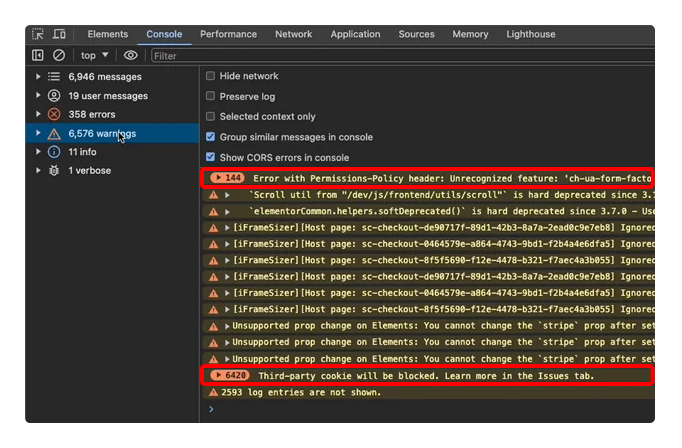 Elements Console Performance Network Application Sources Memory Lighthouse
top Filter
6,946 messages
19 user messages
358 errors
6,576 warnings
11 info
1 verbose
Hide network
Preserve log
Selected context only
Group similar messages in console
Show CORS errors in console
144 Error with Permissions-Policy header: Unrecognized feature: 'ch-ua-form-facto
`Scroll util from "/dev/js/frontend/utils/scroll"` is hard deprecated since 3.
`elementorCommon.helpers.softDeprecated()` is hard deprecated since 3.7.0 - Use
[iFrameSizer][Host page: sc-checkout-de90717f-89d1-42b3-8a7a-2ead0c9e7eb8] Ignored
[iFrameSizer][Host page: sc-checkout-0464579e-a864-4743-9bd1-f2b4a4e6dfa5] Ignored
[iFrameSizer][Host page: sc-checkout-8f5f5690-f12e-4478-b321-f7aec4a3b055] Ignored
[iFrameSizer][Host page: sc-checkout-de90717f-89d1-42b3-8a7a-2ead0c9e7eb8] Ignored
[iFrameSizer][Host page: sc-checkout-0464579e-a864-4743-9bd1-f2b4a4e6dfa5] Ignored
[iFrameSizer][Host page: sc-checkout-8f5f5690-f12e-4478-b321-f7aec4a3b055] Ignored
Unsupported prop change on Elements: You cannot change the `stripe` prop after set
Unsupported prop change on Elements: You cannot change the `stripe` prop after set
Unsupported prop change on Elements: You cannot change the `stripe` prop after set
6420 Third-party cookie will be blocked. Learn more in the Issues tab.
2593 log entries are not shown.